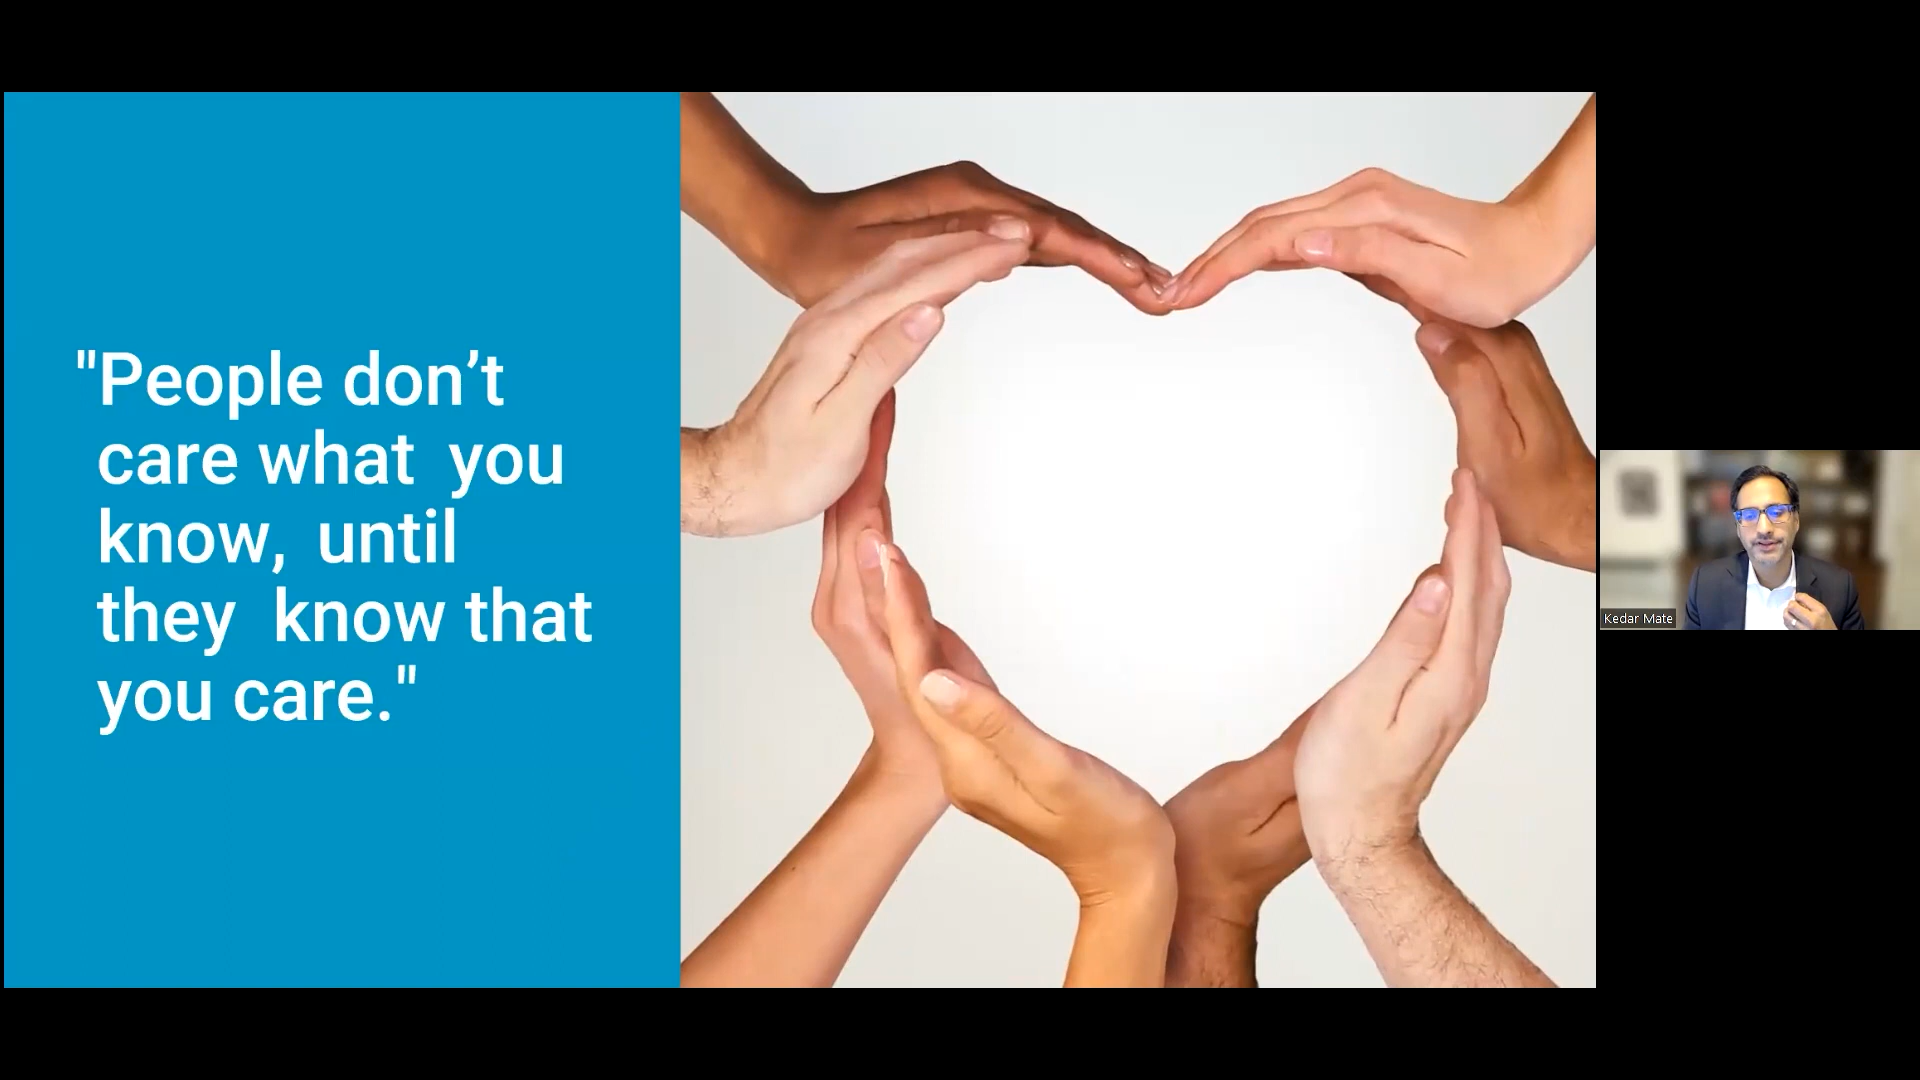 "People don’t
care what  you
know,  until
they  know that
you care."
Kedar Mate